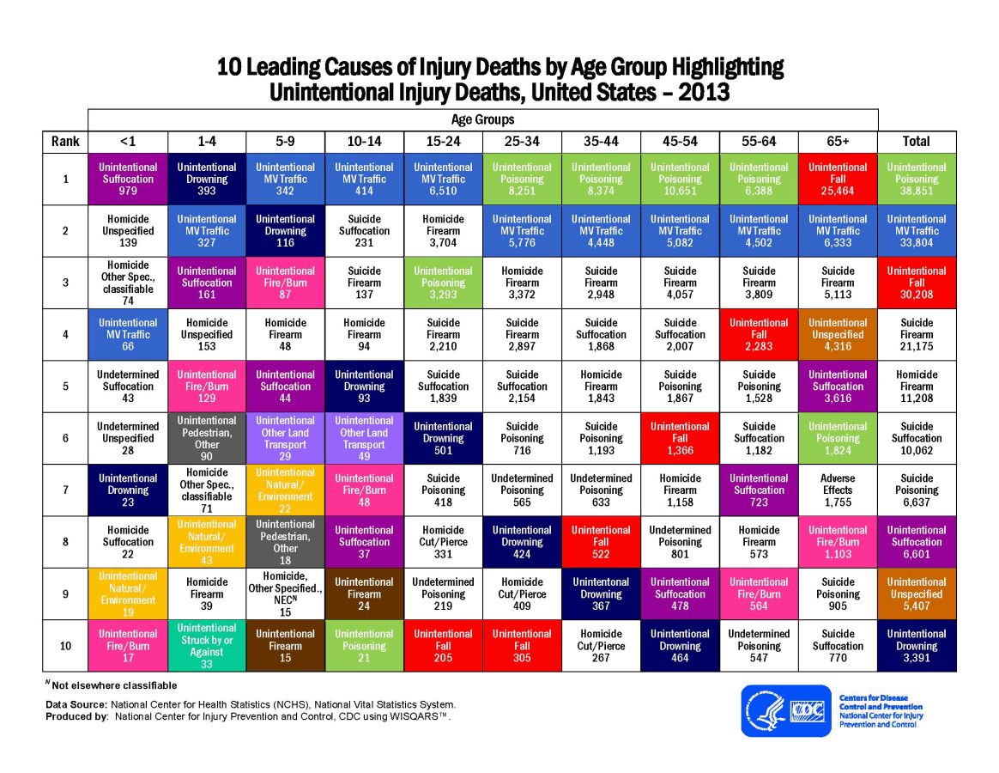 10 Leading Causes of Injury Deaths by Age Group Highlighting
Unintentional Injury Deaths, United States – 2013
Age Groups
Rank <1 1-4 5-9 10-14 15-24 25-34 35-44 45-54 55-64 65+ Total
1
Unintentional
Suffocation
979
Unintentional
Drowning
393
Unintentional
MV Traffic
342
Unintentional
MV Traffic
414
Unintentional
MV Traffic
6,510
Unintentional
Poisoning
8,251
Unintentional
Poisoning
8,374
Unintentional
Poisoning
10,651
Unintentional
Poisoning
6,388
Unintentional
Fall
25,464
Unintentional
Poisoning
38,851
2
Homicide
Unspecified
139
Unintentional
MV Traffic
327
Unintentional
Drowning
116
Suicide
Suffocation
231
Homicide
Firearm
3,704
Unintentional
MV Traffic
5,776
Unintentional
MV Traffic
4,448
Unintentional
MV Traffic
5,082
Unintentional
MV Traffic
4,502
Unintentional
MV Traffic
6,333
Unintentional
MV Traffic
33,804
3
Homicide
Other Spec.,
classifiable
74
Unintentional
Suffocation
161
Unintentional
Fire/Burn
87
Suicide
Firearm
137
Unintentional
Poisoning
3,293
Homicide
Firearm
3,372
Suicide
Firearm
2,948
Suicide
Firearm
4,057
Suicide
Firearm
3,809
Suicide
Firearm
5,113
Unintentional
Fall
30,208
4
Unintentional
MV Traffic
66
Homicide
Unspecified
153
Homicide
Firearm
48
Homicide
Firearm
94
Suicide
Firearm
2,210
Suicide
Firearm
2,897
Suicide
Suffocation
1,868
Suicide
Suffocation
2,007
Unintentional
Fall
2,283
Unintentional
Unspecified
4,316
Suicide
Firearm
21,175
5
Undetermined
Suffocation
43
Unintentional
Fire/Burn
129
Unintentional
Suffocation
44
Unintentional
Drowning
93
Suicide
Suffocation
1,839
Suicide
Suffocation
2,154
Homicide
Firearm
1,843
Suicide
Poisoning
1,867
Suicide
Poisoning
1,528
Unintentional
Suffocation
3,616
Homicide
Firearm
11,208
6
Undetermined
Unspecified
28
Unintentional
Pedestrian,
Other
90
Unintentional
Other Land
Transport
29
Unintentional
Other Land
Transport
49
Unintentional
Drowning
501
Suicide
Poisoning
716
Suicide
Poisoning
1,193
Unintentional
Fall
1,366
Suicide
Suffocation
1,182
Unintentional
Poisoning
1,824
Suicide
Suffocation
10,062
7
Unintentional
Drowning
23
Homicide
Other Spec.,
classifiable
71
Unintentional
Natural/
Environment
22
Unintentional
Fire/Burn
48
Suicide
Poisoning
418
Undetermined
Poisoning
565
Undetermined
Poisoning
633
Homicide
Firearm
1,158
Unintentional
Suffocation
723
Adverse
Effects
1,755
Suicide
Poisoning
6,637
8
Homicide
Suffocation
22
Unintentional
Natural/
Environment
43
Unintentional
Pedestrian,
Other
18
Unintentional
Suffocation
37
Homicide
Cut/Pierce
331
Unintentional
Drowning
424
Unintentional
Fall
522
Undetermined
Poisoning
801
Homicide
Firearm
573
Unintentional
Fire/Burn
1,103
Unintentional
Suffocation
6,601
9
Unintentional
Natural/
Environment
19
Homicide
Firearm
39
Homicide,
Other Specified.,
NECᴺ
15
Unintentional
Firearm
24
Undetermined
Poisoning
219
Homicide
Cut/Pierce
409
Unintentonal
Drowning
367
Unintentional
Suffocation
478
Unintentional
Fire/Burn
564
Suicide
Poisoning
905
Unintentional
Unspecified
5,407
10
Unintentional
Fire/Burn
17
Unintentional
Struck by or
Against
33
Unintentional
Firearm
15
Unintentional
Poisoning
21
Unintentional
Fall
205
Unintentional
Fall
305
Homicide
Cut/Pierce
267
Unintentional
Drowning
464
Undetermined
Poisoning
547
Suicide
Suffocation
770
Unintentional
Drowning
3,391
ᴺ Not elsewhere classifiable
Data Source: National Center for Health Statistics (NCHS), National Vital Statistics System.
Produced by: National Center for Injury Prevention and Control, CDC using WISQARS™.
CDC
Centers for Disease
Control and Prevention
National Center for Injury
Prevention and Control